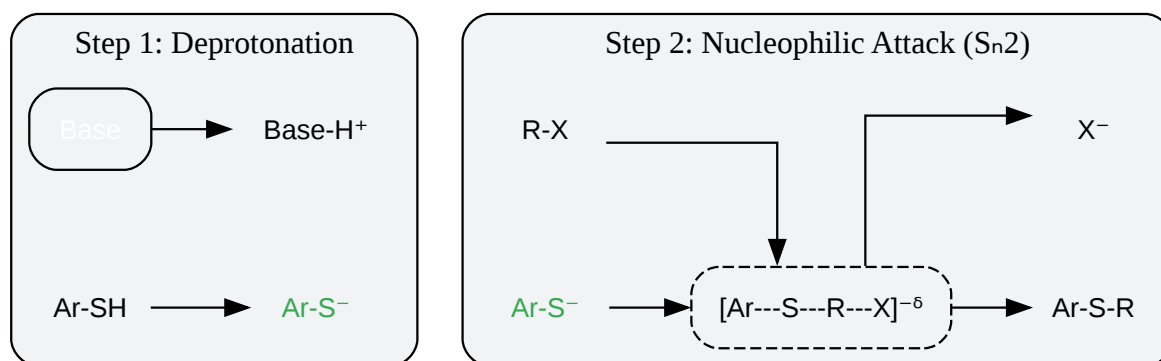 Step 1: Deprotonation
Base
Base-H⁺
Ar-SH
Ar-S⁻
Step 2: Nucleophilic Attack (Sₙ2)
R-X
X⁻
Ar-S⁻
[Ar---S---R---X]⁻ᵟ
Ar-S-R